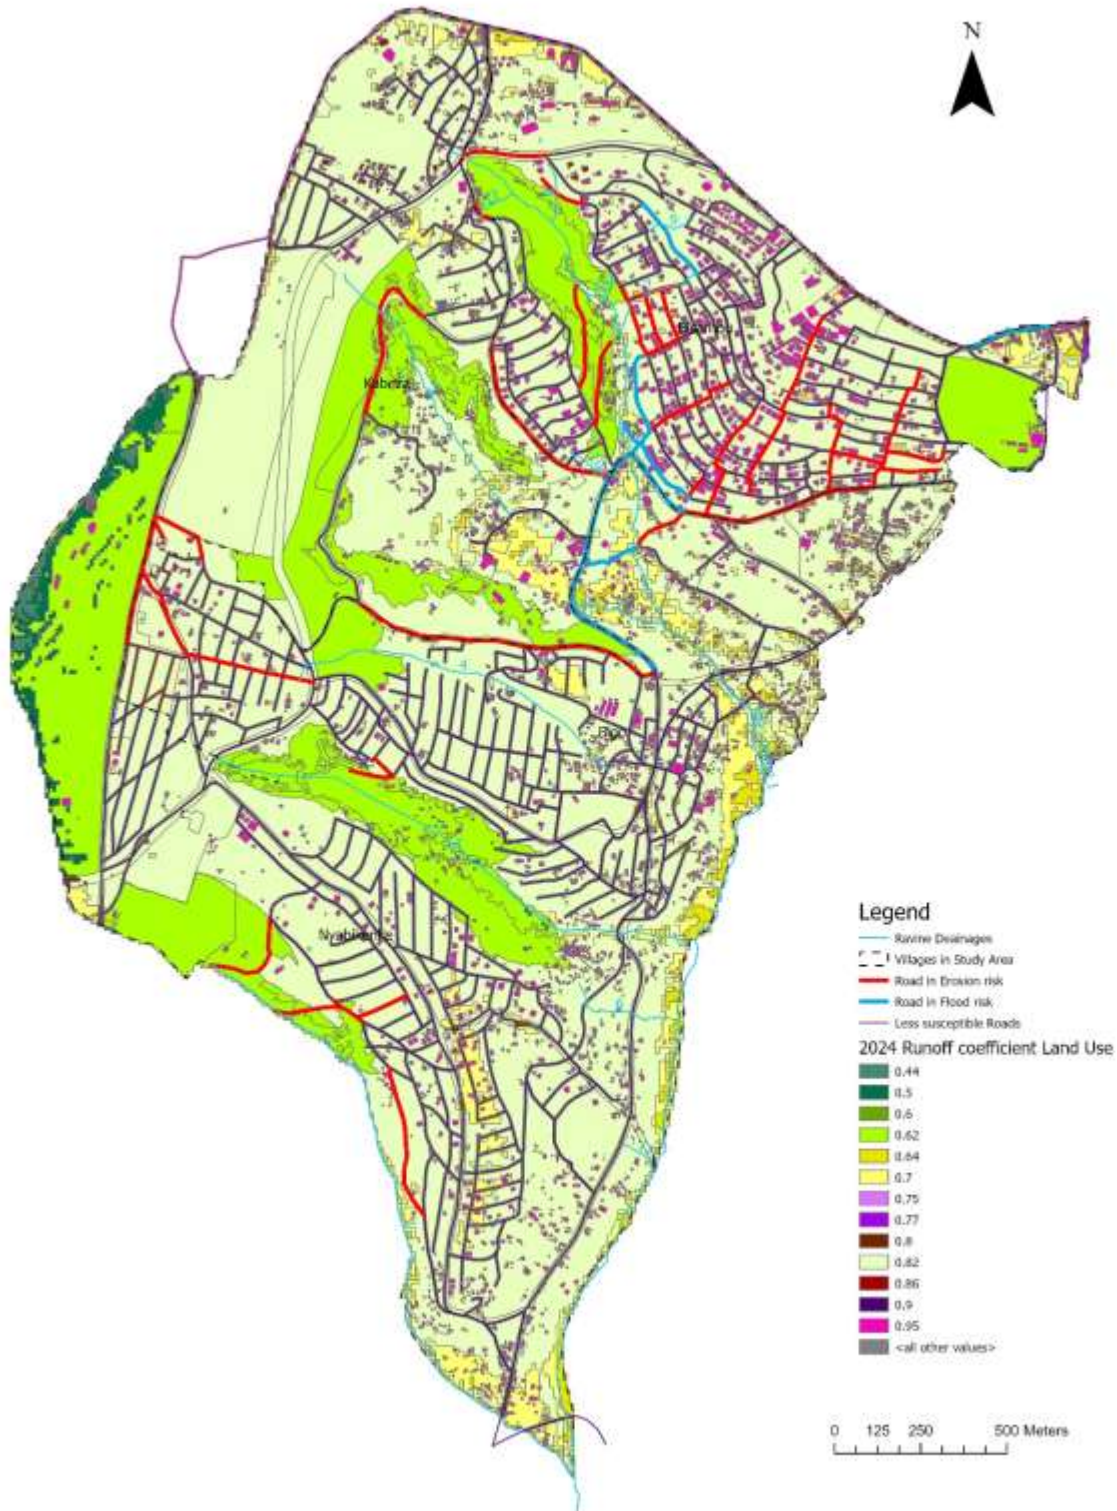 N
Legend
Ravine Deainages
Villages in Study Area
Road in Erosion risk
Road in Flood risk
Less susceptible Roads
2024 Runoff coefficient Land Use
0.44
0.5
0.6
0.62
0.64
0.7
0.75
0.77
0.8
0.82
0.86
0.9
0.95
<all other values>
0 125 250 500 Meters